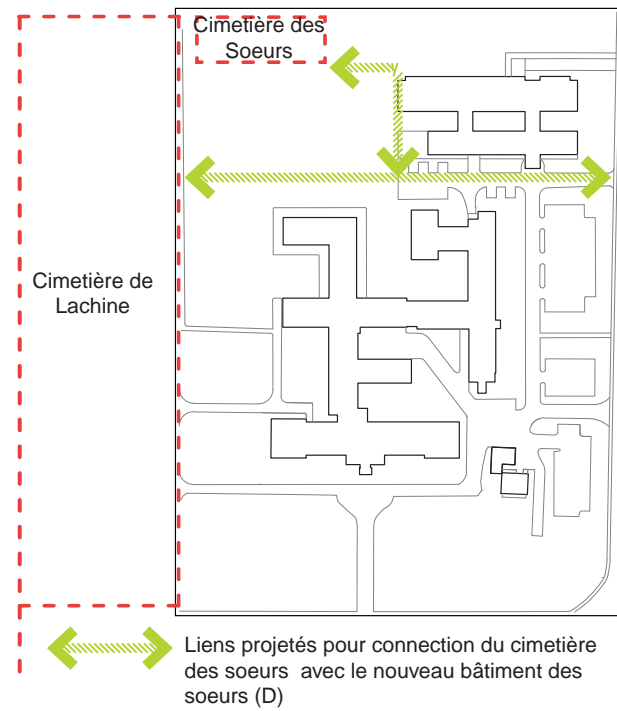 Cimetière des
Soeurs
Cimetière de
Lachine
Liens projetés pour connection du cimetière
des soeurs avec le nouveau bâtiment des
soeurs (D)